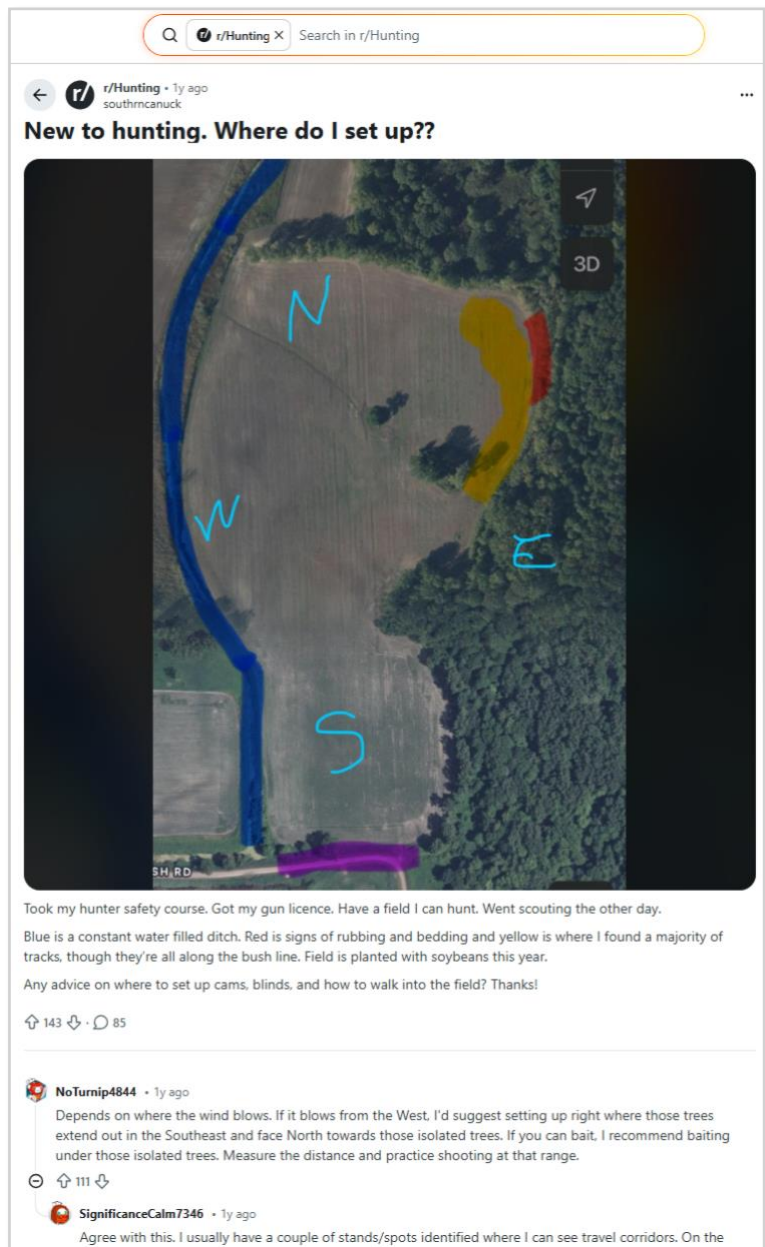 r/Hunting × Search in r/Hunting
r/Hunting • 1y ago
southrncanuck
New to hunting. Where do I set up??
3D
N
W
E
S
SH RD
Took my hunter safety course. Got my gun licence. Have a field I can hunt. Went scouting the other day.
Blue is a constant water filled ditch. Red is signs of rubbing and bedding and yellow is where I found a majority of
tracks, though they're all along the bush line. Field is planted with soybeans this year.
Any advice on where to set up cams, blinds, and how to walk into the field? Thanks!
143 · 85
NoTurnip4844 • 1y ago
Depends on where the wind blows. If it blows from the West, I'd suggest setting up right where those trees
extend out in the Southeast and face North towards those isolated trees. If you can bait, I recommend baiting
under those isolated trees. Measure the distance and practice shooting at that range.
111
SignificanceCalm7346 • 1y ago
Agree with this. I usually have a couple of stands/spots identified where I can see travel corridors. On the